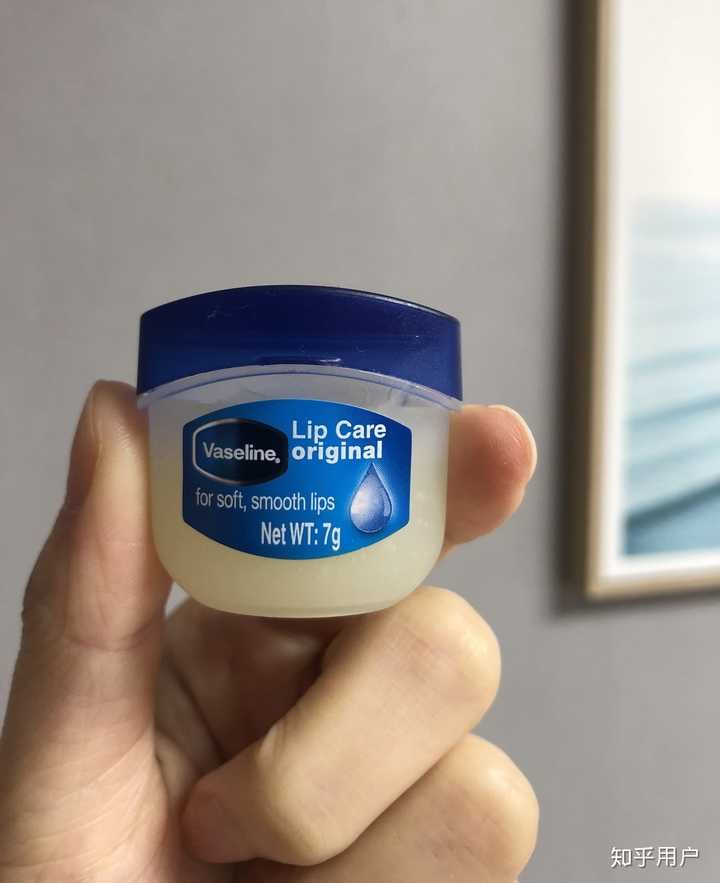 Lip Care
Vaseline. original
for soft, smooth lips
Net WT: 7g
知乎用户